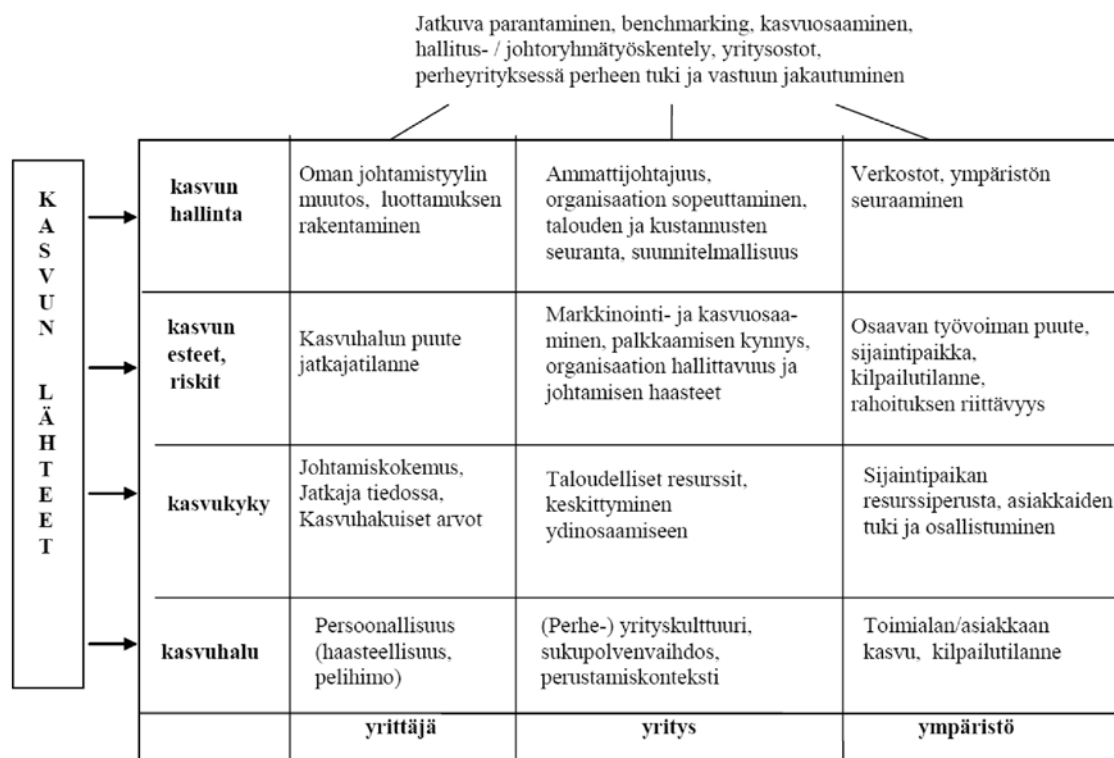 Jatkuva parantaminen, benchmarking, kasvuosaaminen,
hallitus- / johtoryhmätyöskentely, yritysostot,
perheyrityksessä perheen tuki ja vastuun jakautuminen
KASVUN LÄHTEET
kasvun
hallinta
Oman johtamistyylin
muutos, luottamuksen
rakentaminen
Ammattijohtajuus,
organisaation sopeuttaminen,
talouden ja kustannusten
seuranta, suunnitelmallisuus
Verkostot, ympäristön
seuraaminen
kasvun
esteet,
riskit
Kasvuhalun puute
jatkajatilanne
Markkinointi- ja kasvuosaa-
minen, palkkaamisen kynnys,
organisaation hallittavuus ja
johtamisen haasteet
Osaavan työvoiman puute,
sijaintipaikka,
kilpailutilanne,
rahoituksen riittävyys
kasvukyky
Johtamiskokemus,
Jatkaja tiedossa,
Kasvuhakuiset arvot
Taloudelliset resurssit,
keskittyminen
ydinosaamiseen
Sijaintipaikan
resurssiperusta, asiakkaiden
tuki ja osallistuminen
kasvuhalu
Persoonallisuus
(haasteellisuus,
pelihimo)
(Perhe-) yrityskulttuuri,
sukupolvenvaihdos,
perustamiskonteksti
Toimialan/asiakkaan
kasvu, kilpailutilanne
yrittäjä
yritys
ympäristö